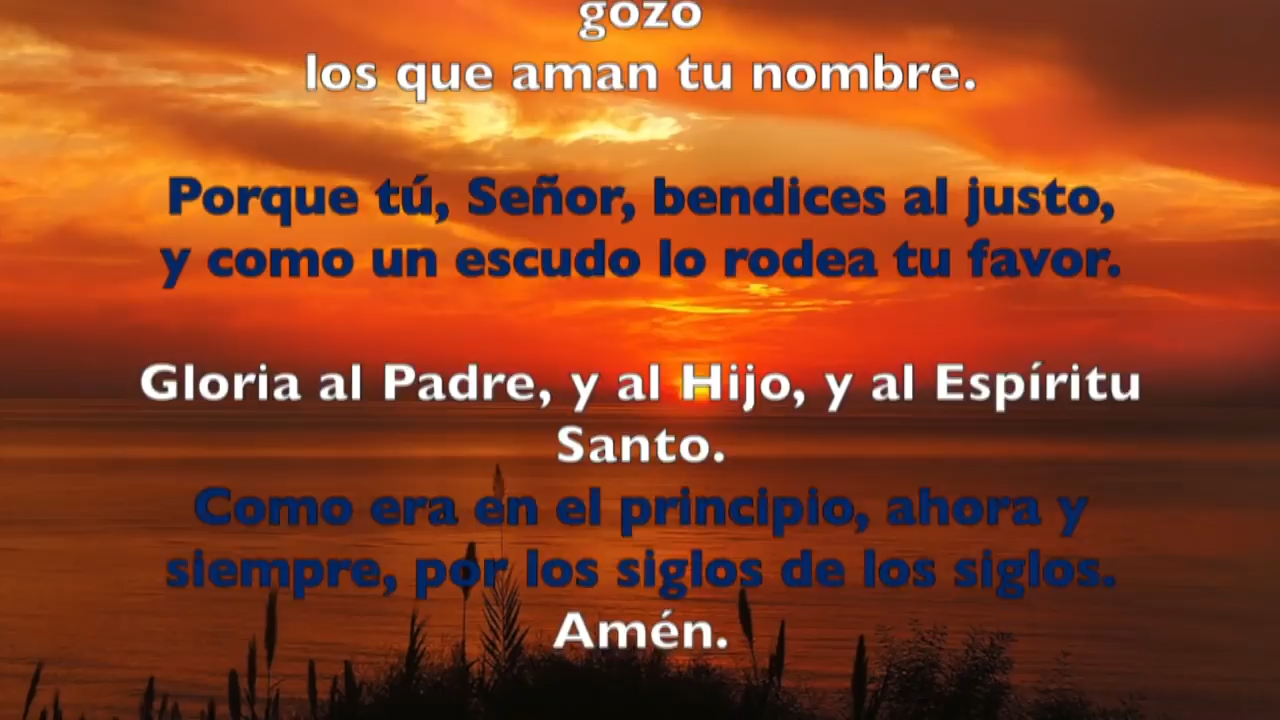 gozo
los que aman tu nombre.
Porque tú, Señor, bendices al justo,
y como un escudo lo rodea tu favor.
Gloria al Padre, y al Hijo, y al Espíritu
Santo.
Como era en el principio, ahora y
siempre, por los siglos de los siglos.
Amén.